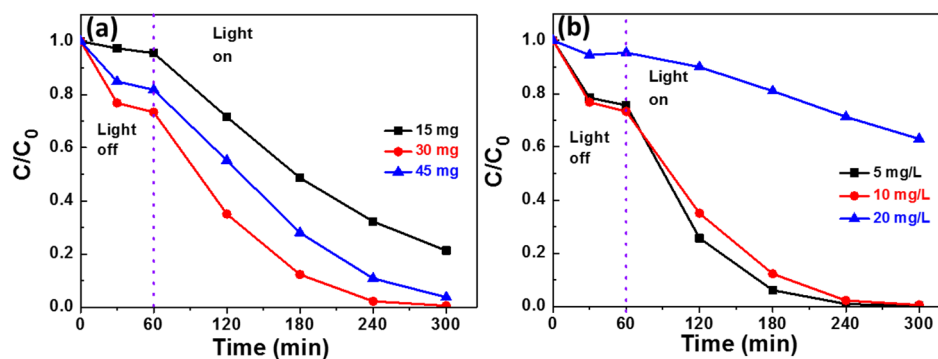 (a)
Light
on
Light
off
15 mg
30 mg
45 mg
C/C0
1.0
0.8
0.6
0.4
0.2
0.0
0 60 120 180 240 300
Time (min)
(b)
Light
on
Light
off
5 mg/L
10 mg/L
20 mg/L
C/C0
1.0
0.8
0.6
0.4
0.2
0.0
0 60 120 180 240 300
Time (min)